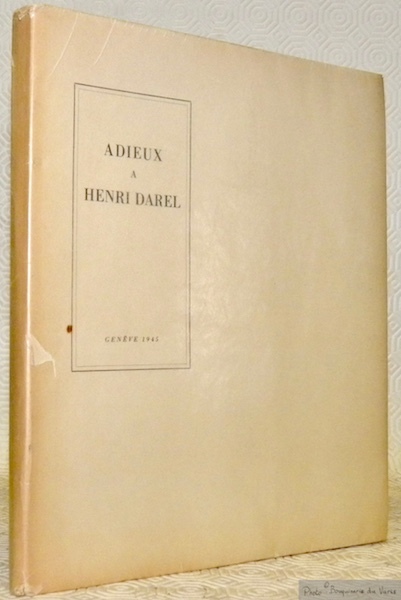 ADIEUX
A
HENRI DAREL
GENÈVE 1945
Photo © Bouquinerie du Varis